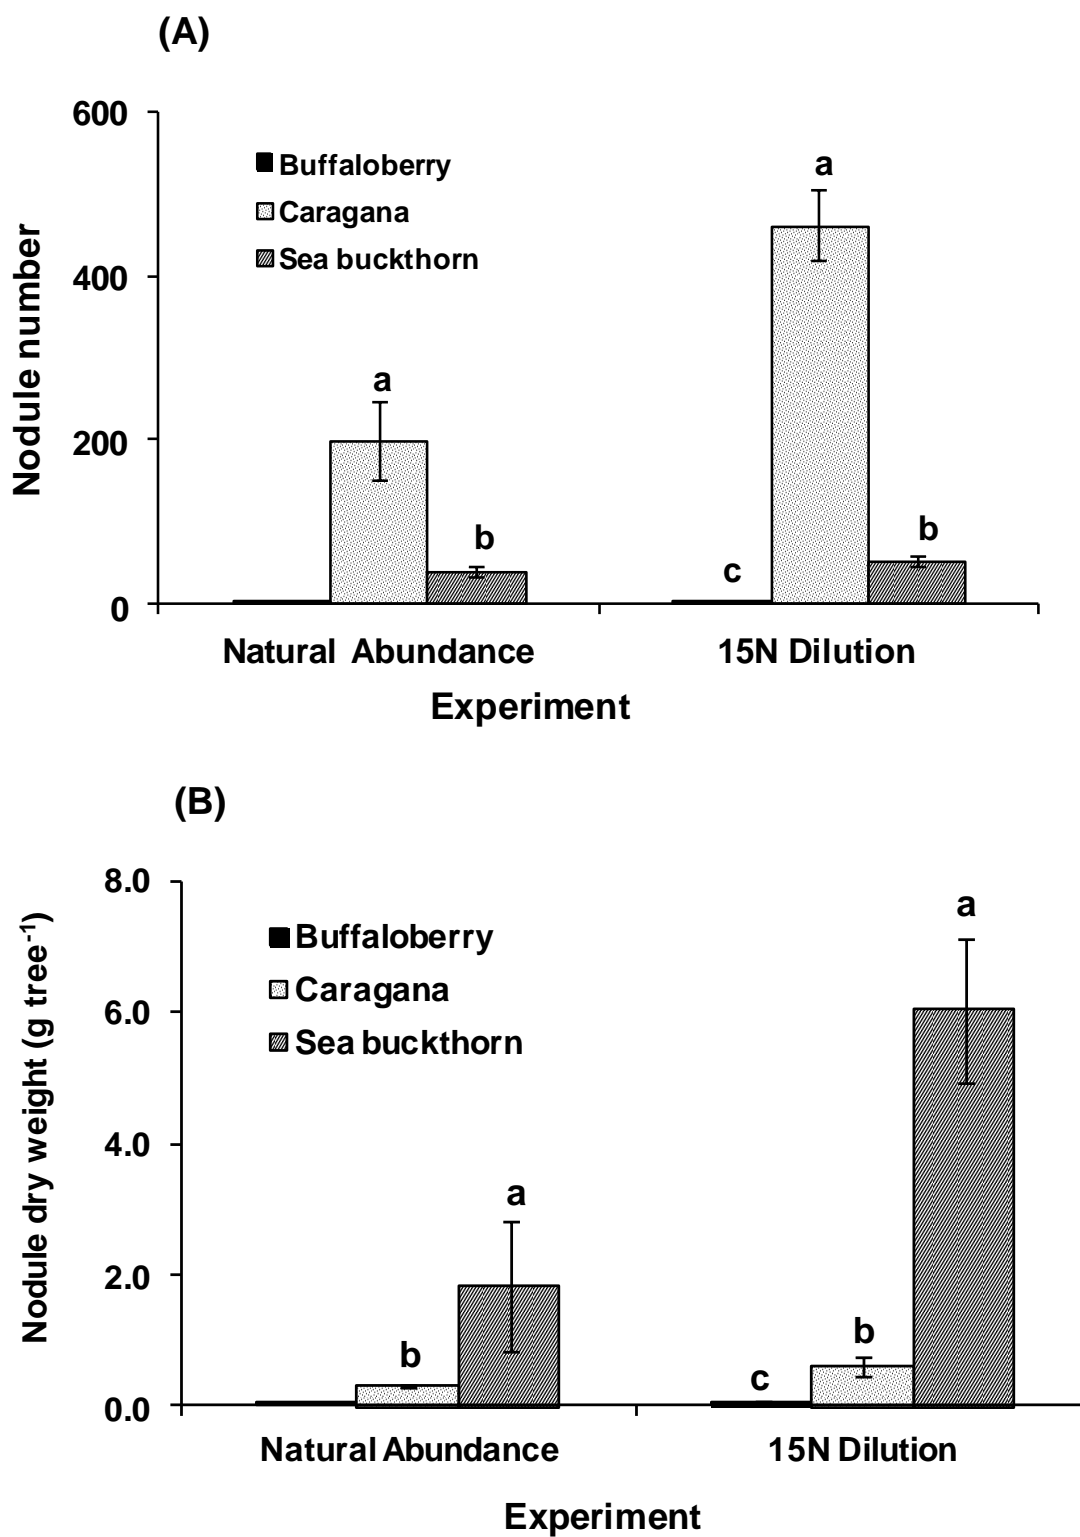 (A)
600
400
200
0
Nodule number
Buffaloberry
Caragana
Sea buckthorn
a
b
c
a
b
Natural Abundance
15N Dilution
Experiment
(B)
8.0
6.0
4.0
2.0
0.0
Nodule dry weight (g tree⁻¹)
Buffaloberry
Caragana
Sea buckthorn
b
a
c
b
a
Natural Abundance
15N Dilution
Experiment